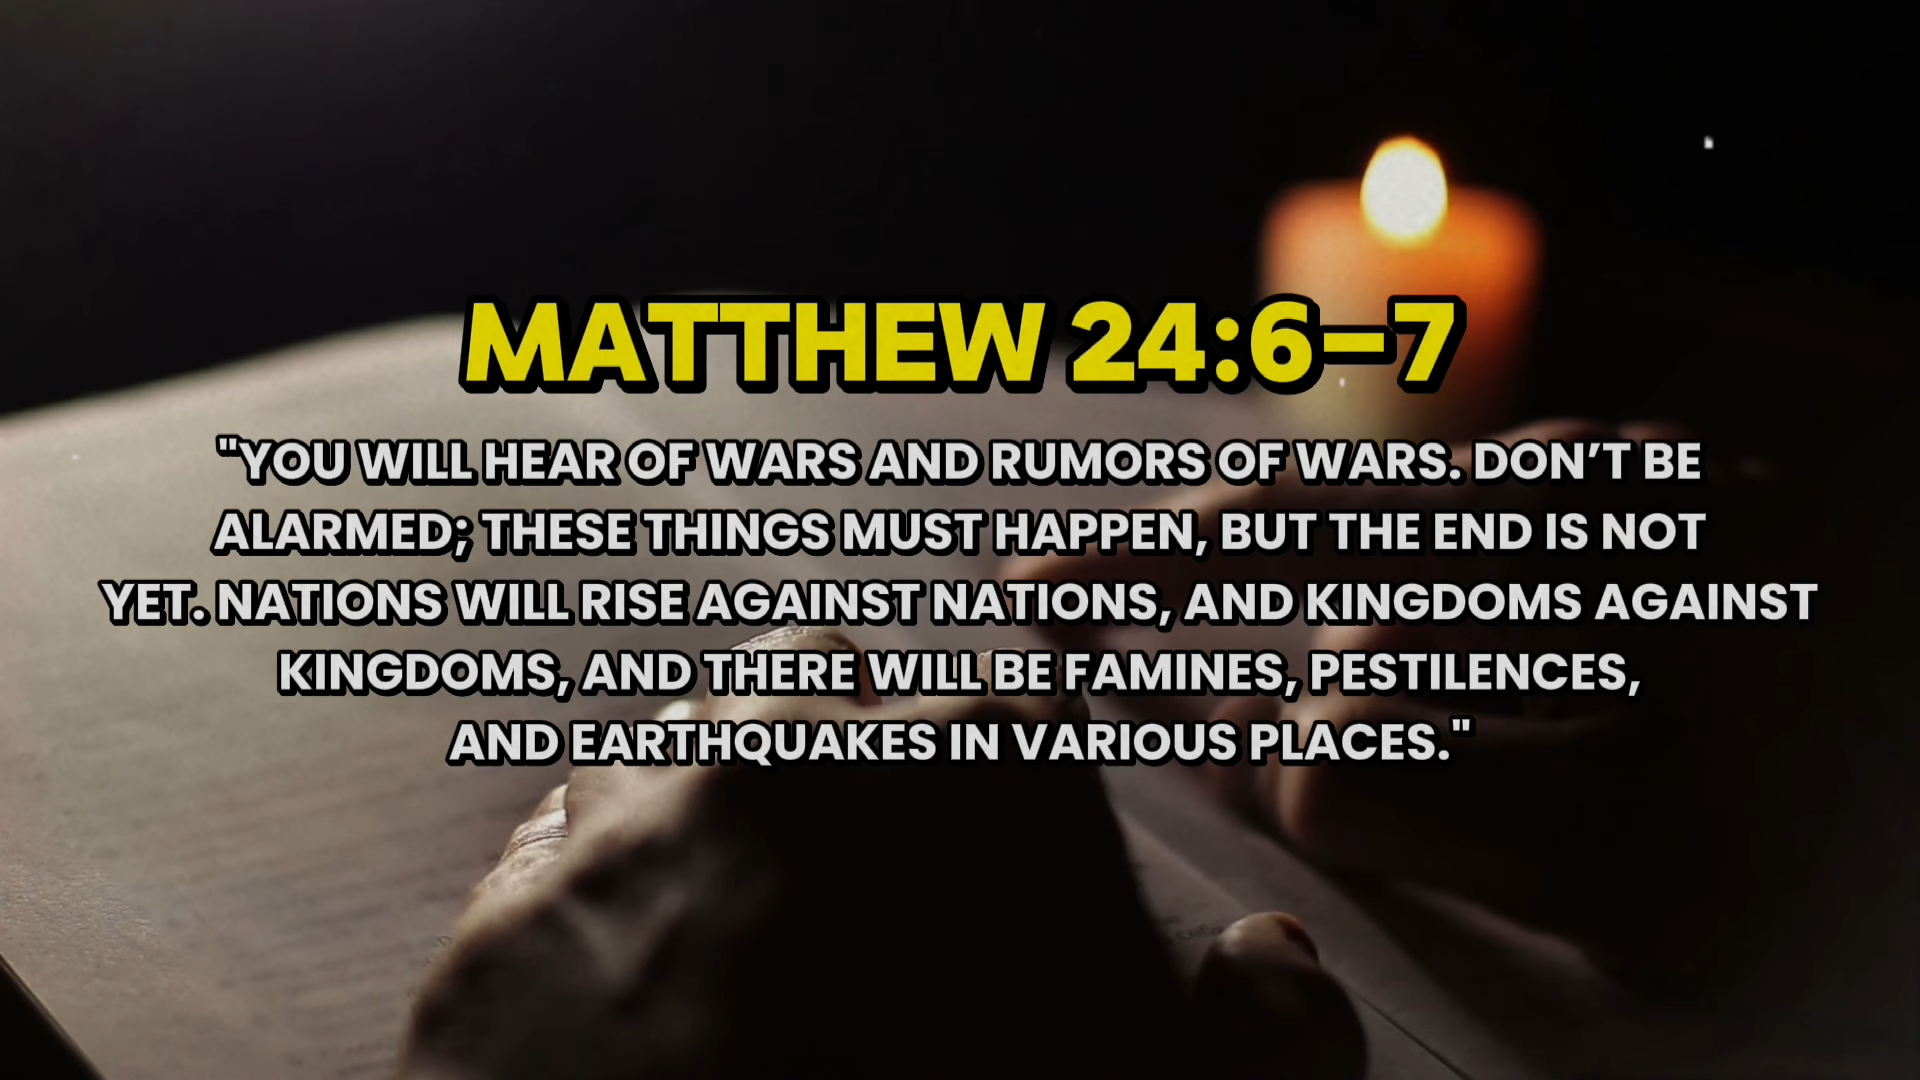 MATTHEW 24:6–7
"YOU WILL HEAR OF WARS AND RUMORS OF WARS. DON’T BE
ALARMED; THESE THINGS MUST HAPPEN, BUT THE END IS NOT
YET. NATIONS WILL RISE AGAINST NATIONS, AND KINGDOMS AGAINST
KINGDOMS, AND THERE WILL BE FAMINES, PESTILENCES,
AND EARTHQUAKES IN VARIOUS PLACES."